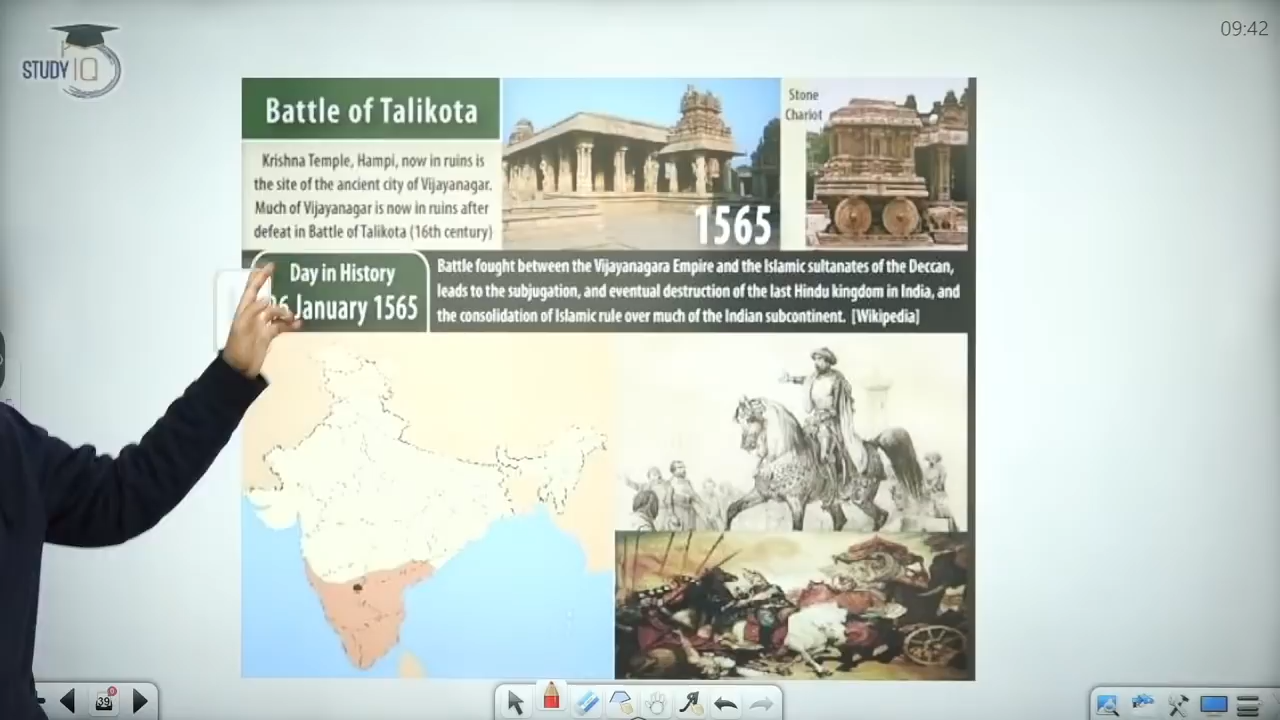 STUDY IQ
09:42
Battle of Talikota
Krishna Temple, Hampi, now in ruins is
the site of the ancient city of Vijayanagar.
Much of Vijayanagar is now in ruins after
defeat in Battle of Talikota (16th century)
1565
Stone
Chariot
Day in History
6 January 1565
Battle fought between the Vijayanagara Empire and the Islamic sultanates of the Deccan,
leads to the subjugation, and eventual destruction of the last Hindu kingdom in India, and
the consolidation of Islamic rule over much of the Indian subcontinent. [Wikipedia]
39